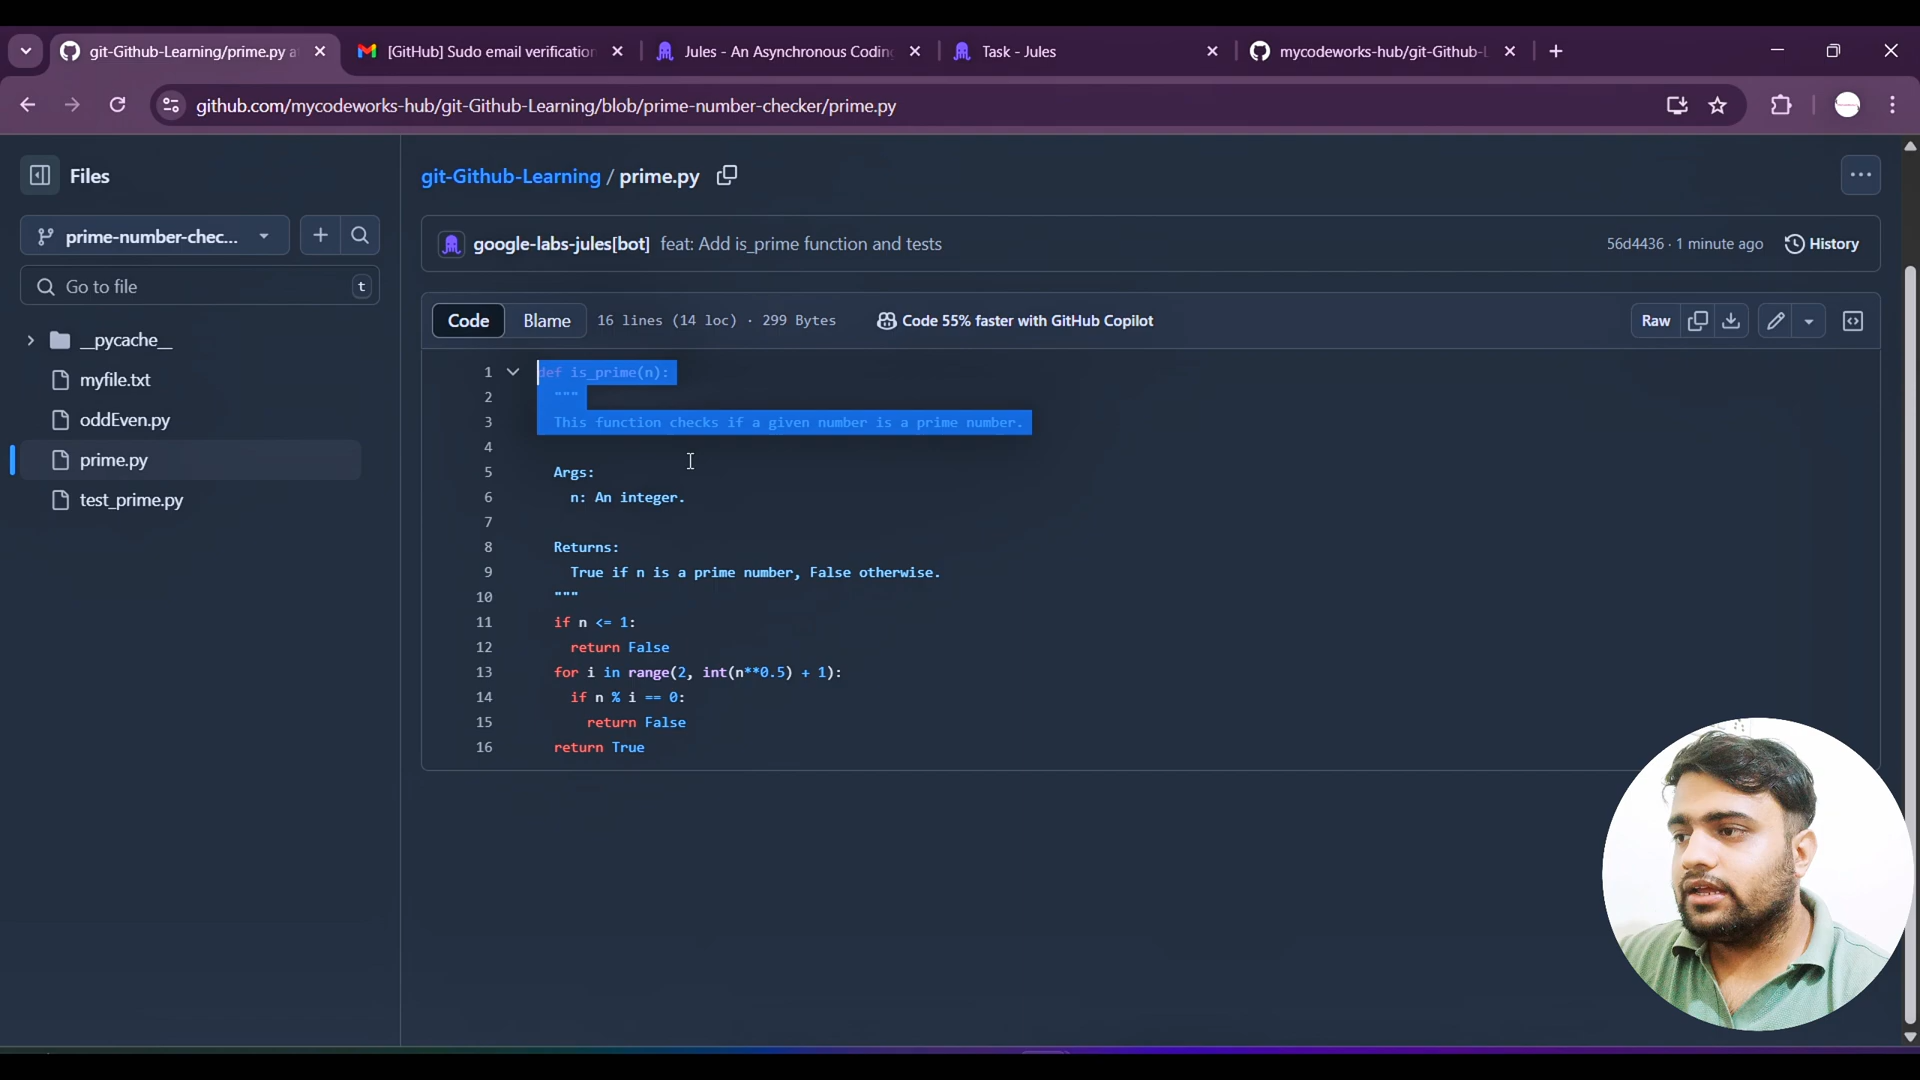 git-Github-Learning/prime.py a
[GitHub] Sudo email verification
Jules - An Asynchronous Coding
Task - Jules
mycodeworks-hub/git-Github-L
github.com/mycodeworks-hub/git-Github-Learning/blob/prime-number-checker/prime.py
Files
prime-number-chec...
Go to file
t
__pycache__
myfile.txt
oddEven.py
prime.py
test_prime.py
git-Github-Learning / prime.py
google-labs-jules[bot] feat: Add is_prime function and tests
56d4436 · 1 minute ago
History
Code
Blame
16 lines (14 loc) · 299 Bytes
Code 55% faster with GitHub Copilot
Raw
1 def is_prime(n):
2 """
3 This function checks if a given number is a prime number.
4
5 Args:
6 n: An integer.
7
8 Returns:
9 True if n is a prime number, False otherwise.
10 """
11 if n <= 1:
12 return False
13 for i in range(2, int(n**0.5) + 1):
14 if n % i == 0:
15 return False
16 return True